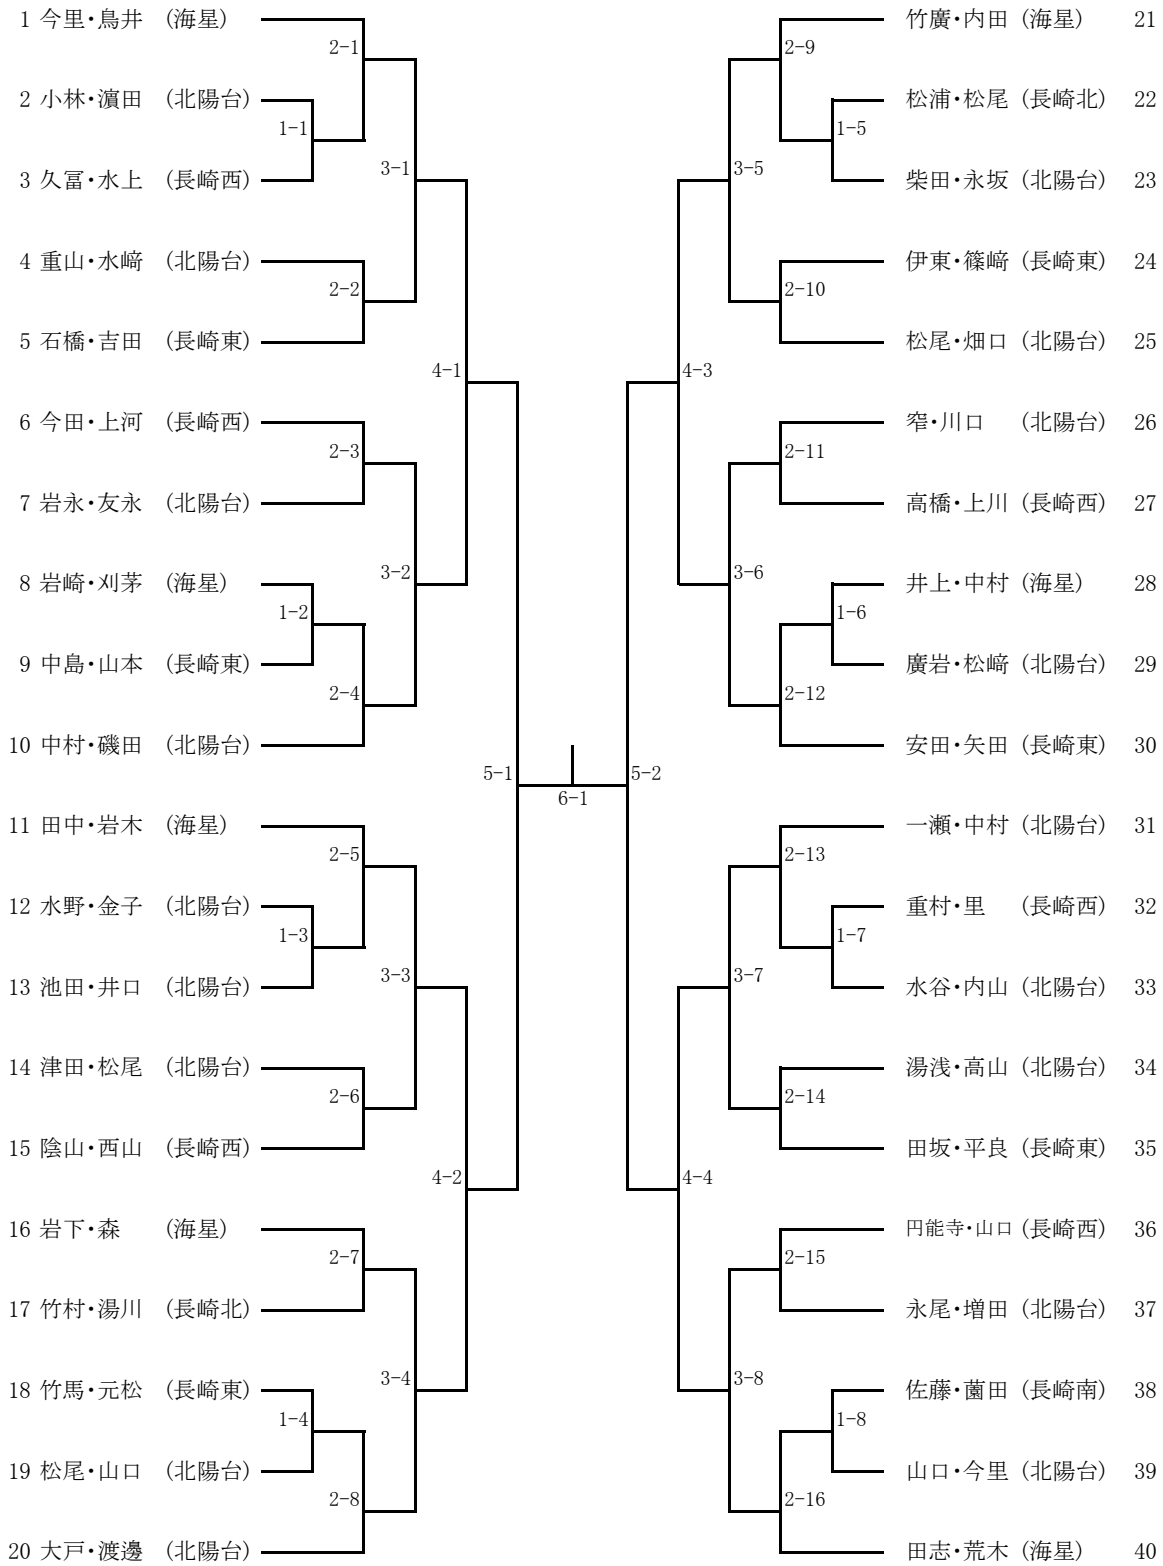 1 今里・鳥井 (海星)
2-1
2 小林・濵田 (北陽台)
1-1
3 久冨・水上 (長崎西)
3-1
4 重山・水﨑 (北陽台)
2-2
5 石橋・吉田 (長崎東)
4-1
6 今田・上河 (長崎西)
2-3
7 岩永・友永 (北陽台)
3-2
8 岩崎・刈茅 (海星)
1-2
9 中島・山本 (長崎東)
2-4
10 中村・磯田 (北陽台)
5-1
11 田中・岩木 (海星)
2-5
12 水野・金子 (北陽台)
1-3
13 池田・井口 (北陽台)
3-3
14 津田・松尾 (北陽台)
2-6
15 陰山・西山 (長崎西)
4-2
16 岩下・森 (海星)
2-7
17 竹村・湯川 (長崎北)
3-4
18 竹馬・元松 (長崎東)
1-4
19 松尾・山口 (北陽台)
2-8
20 大戸・渡邊 (北陽台)
6-1
竹廣・内田 (海星) 21
2-9
松浦・松尾 (長崎北) 22
1-5
柴田・永坂 (北陽台) 23
3-5
伊東・篠﨑 (長崎東) 24
2-10
松尾・畑口 (北陽台) 25
4-3
窄・川口 (北陽台) 26
2-11
高橋・上川 (長崎西) 27
3-6
井上・中村 (海星) 28
1-6
廣岩・松﨑 (北陽台) 29
2-12
安田・矢田 (長崎東) 30
5-2
一瀬・中村 (北陽台) 31
2-13
重村・里 (長崎西) 32
1-7
水谷・内山 (北陽台) 33
3-7
湯浅・高山 (北陽台) 34
2-14
田坂・平良 (長崎東) 35
4-4
円能寺・山口 (長崎西) 36
2-15
永尾・増田 (北陽台) 37
3-8
佐藤・薗田 (長崎南) 38
1-8
山口・今里 (北陽台) 39
2-16
田志・荒木 (海星) 40